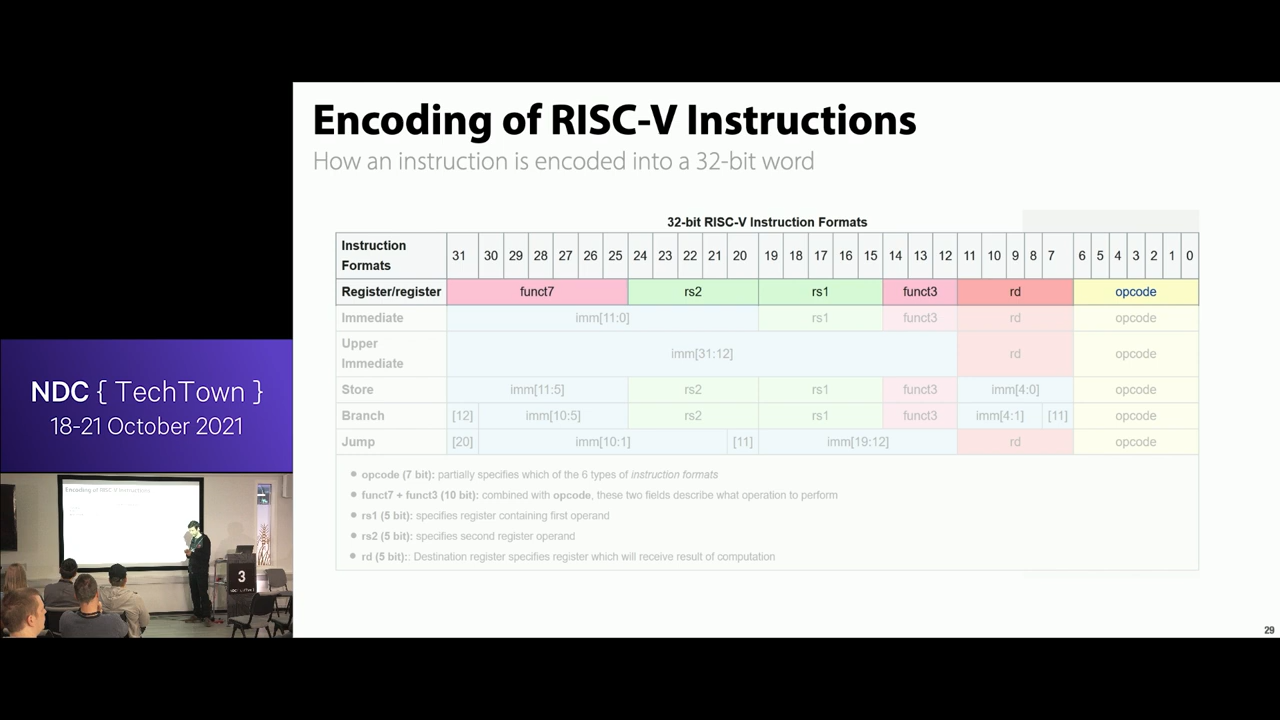 Encoding of RISC-V Instructions
How an instruction is encoded into a 32-bit word
32-bit RISC-V Instruction Formats
Instruction Formats 31 30 29 28 27 26 25 24 23 22 21 20 19 18 17 16 15 14 13 12 11 10 9 8 7 6 5 4 3 2 1 0
Register/register funct7 rs2 rs1 funct3 rd opcode
Immediate imm[11:0] rs1 funct3 rd opcode
Upper Immediate imm[31:12] rd opcode
Store imm[11:5] rs2 rs1 funct3 imm[4:0] opcode
Branch [12] imm[10:5] rs2 rs1 funct3 imm[4:1] [11] opcode
Jump [20] imm[10:1] [11] imm[19:12] rd opcode
• opcode (7 bit): partially specifies which of the 6 types of instruction formats
• funct7 + funct3 (10 bit): combined with opcode, these two fields describe what operation to perform
• rs1 (5 bit): specifies register containing first operand
• rs2 (5 bit): specifies second register operand
• rd (5 bit):: Destination register specifies register which will receive result of computation
29
NDC { TechTown }
18-21 October 2021
Encoding of RISC-V Instructions
3